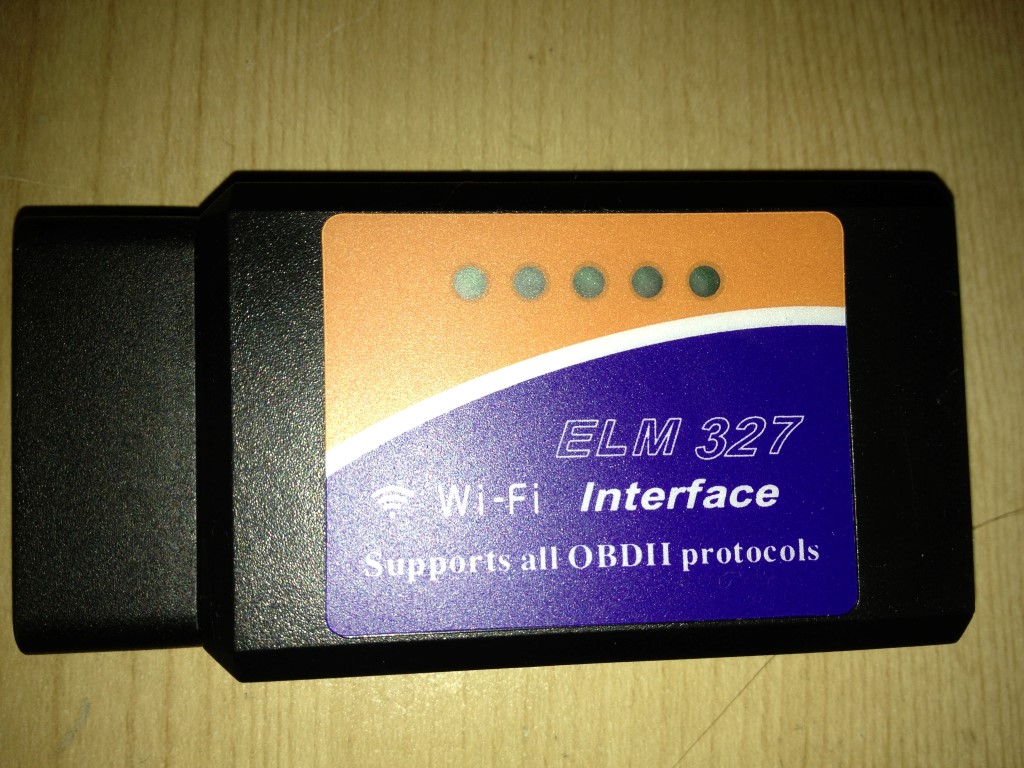 ELM 327
Wi-Fi Interface
Supports all OBDII protocols